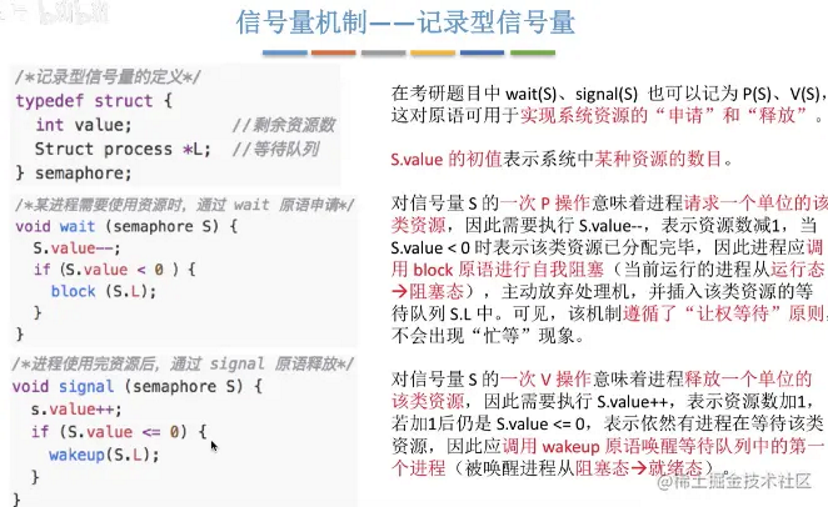 信号量机制——记录型信号量
/*记录型信号量的定义*/
typedef struct {
int value; //剩余资源数
Struct process *L; //等待队列
} semaphore;
/*某进程需要使用资源时，通过 wait 原语申请*/
void wait (semaphore S) {
S.value--;
if (S.value < 0 ) {
block (S.L);
}
}
/*进程使用完资源后，通过 signal 原语释放*/
void signal (semaphore S) {
s.value++;
if (S.value <= 0) {
wakeup(S.L);
}
}
在考研题目中 wait(S)、signal(S) 也可以记为 P(S)、V(S)，
这对原语可用于实现系统资源的“申请”和“释放”。
S.value 的初值表示系统中某种资源的数目。
对信号量 S 的一次 P 操作意味着进程请求一个单位的该
类资源，因此需要执行 S.value--，表示资源数减1，当
S.value < 0 时表示该类资源已分配完毕，因此进程应调
用 block 原语进行自我阻塞（当前运行的进程从运行态
→阻塞态），主动放弃处理机，并插入该类资源的等
待队列 S.L 中。可见，该机制遵循了“让权等待”原则，
不会出现“忙等”现象。
对信号量 S 的一次 V 操作意味着进程释放一个单位的
该类资源，因此需要执行 S.value++，表示资源数加1，
若加1后仍是 S.value <= 0，表示依然有进程在等待该类
资源，因此应调用 wakeup 原语唤醒等待队列中的第一
个进程（被唤醒进程从阻塞态→就绪态）。
@稀土掘金技术社区